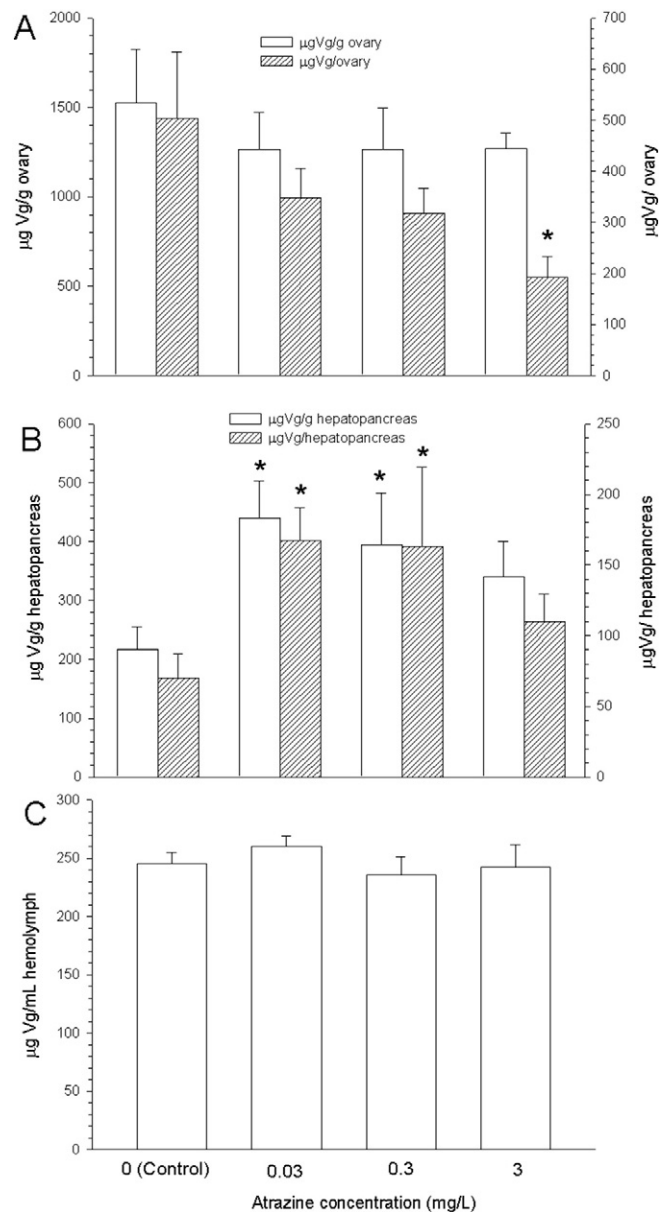 A
2000
1500
1000
500
0
µg Vg/g ovary
µgVg/g ovary
µgVg/ovary
700
600
500
400
300
200
100
0
µgVg/ ovary
*
B
600
500
400
300
200
100
0
µg Vg/g hepatopancreas
µgVg/g hepatopancreas
µgVg/hepatopancreas
* * * *
250
200
150
100
50
0
µgVg/ hepatopancreas
C
300
250
200
150
100
50
0
µg Vg/mL hemolymph
0 (Control) 0.03 0.3 3
Atrazine concentration (mg/L)